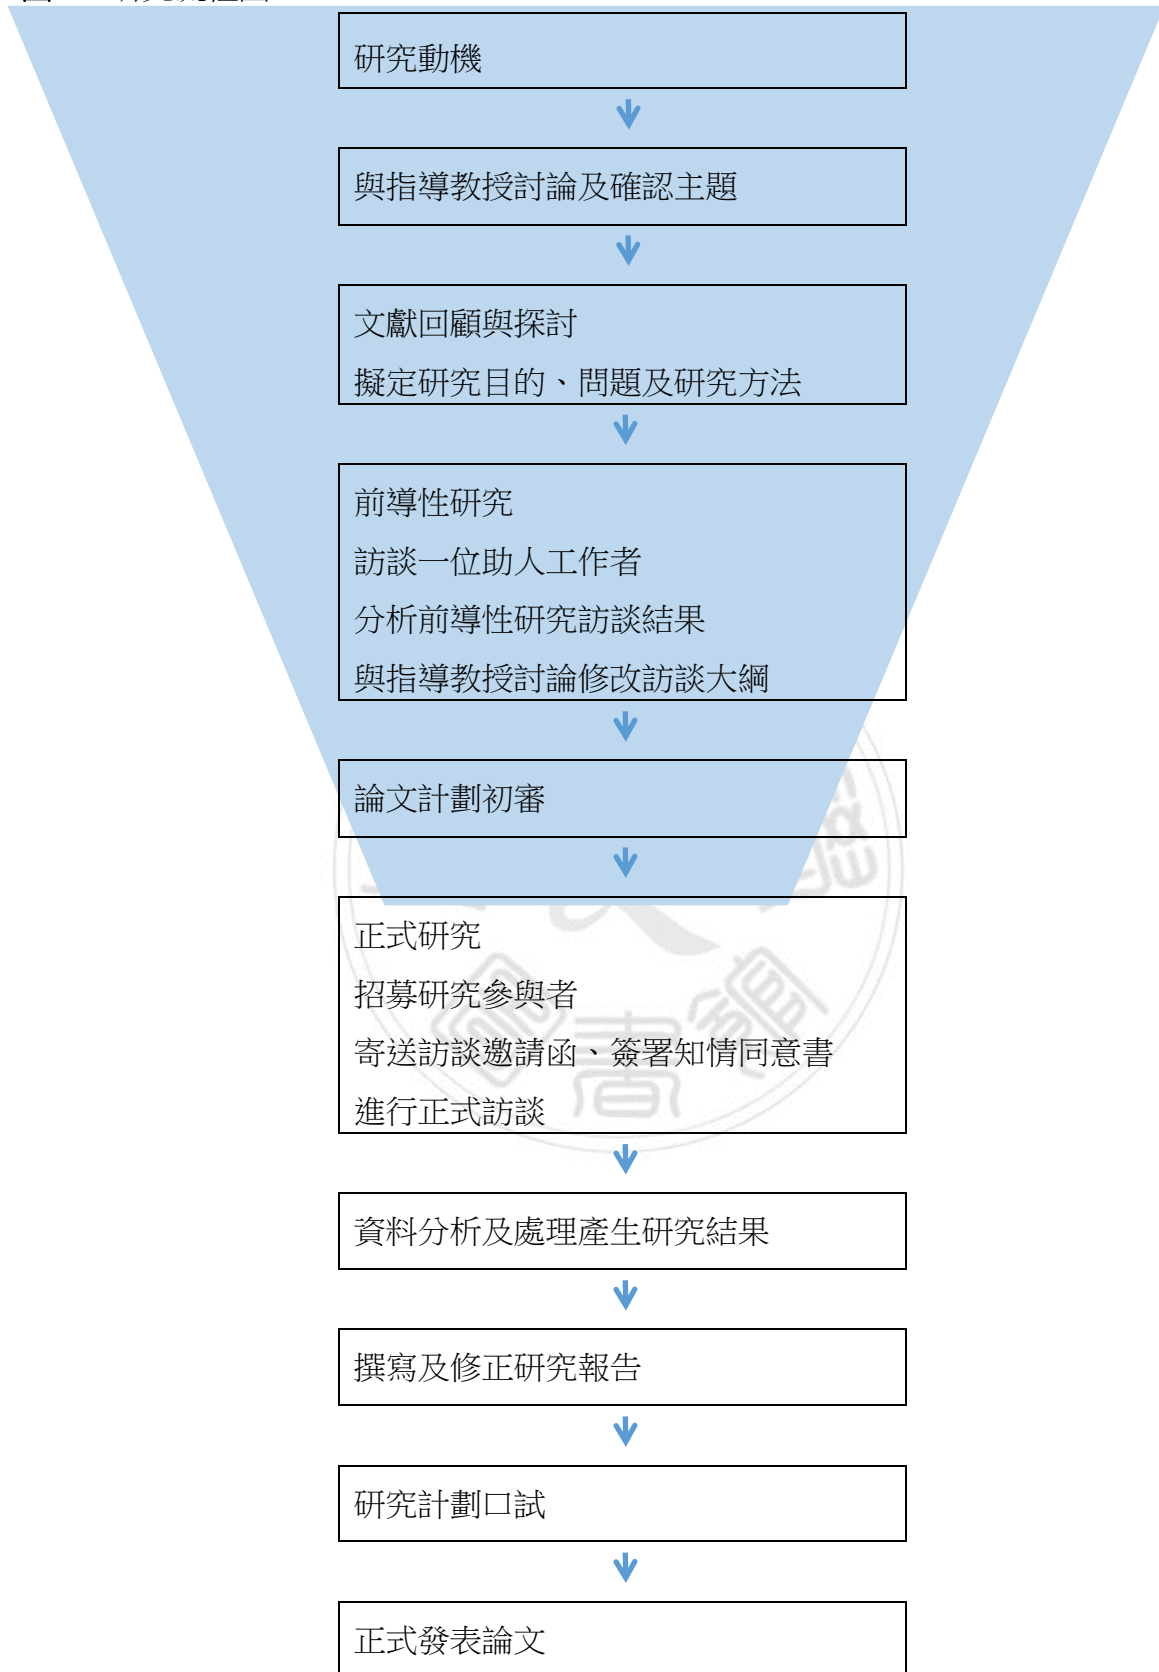 研究動機
與指導教授討論及確認主題
文獻回顧與探討
擬定研究目的、問題及研究方法
前導性研究
訪談一位助人工作者
分析前導性研究訪談結果
與指導教授討論修改訪談大綱
論文計劃初審
正式研究
招募研究參與者
寄送訪談邀請函、簽署知情同意書
進行正式訪談
資料分析及處理產生研究結果
撰寫及修正研究報告
研究計劃口試
正式發表論文